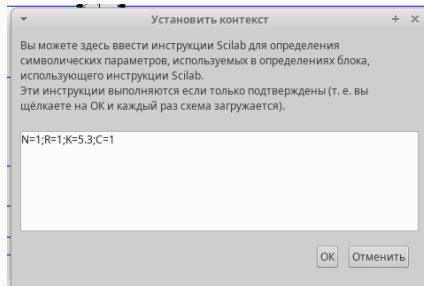 Установить контекст
Вы можете здесь ввести инструкции Scilab для определения
символических параметров, используемых в определениях блока,
использующего инструкции Scilab.
Эти инструкции выполняются если только подтверждены (т. е. вы
щёлкаете на ОК и каждый раз схема загружается).
N=1;R=1;K=5.3;C=1
ОК Отменить